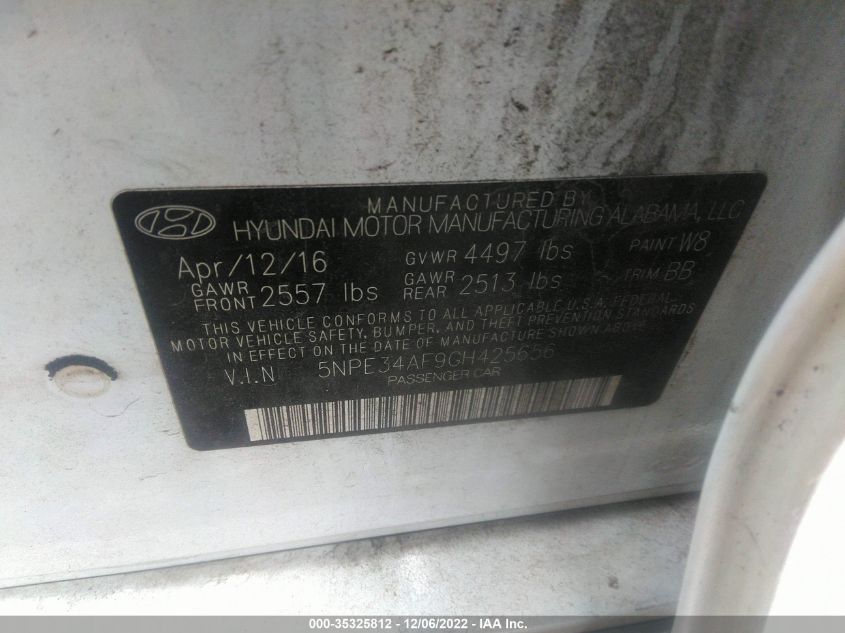 MANUFACTURED BY
HYUNDAI MOTOR MANUFACTURING ALABAMA, LLC
Apr/12/16 GVWR 4497 lbs PAINT W8
GAWR FRONT 2557 lbs GAWR REAR 2513 lbs TRIM BB
THIS VEHICLE CONFORMS TO ALL APPLICABLE U.S.A. FEDERAL
MOTOR VEHICLE SAFETY, BUMPER, AND THEFT PREVENTION STANDARDS
IN EFFECT ON THE DATE OF MANUFACTURE SHOWN ABOVE.
V.I.N 5NPE34AF9GH425656
PASSENGER CAR
000-35325812 - 12/06/2022 - IAA Inc.